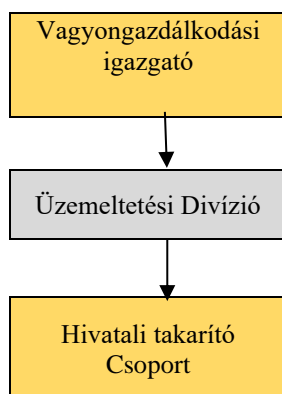 Vagyongazdálkodási
igazgató
Üzemeltetési Divízió
Hivatali takarító
Csoport